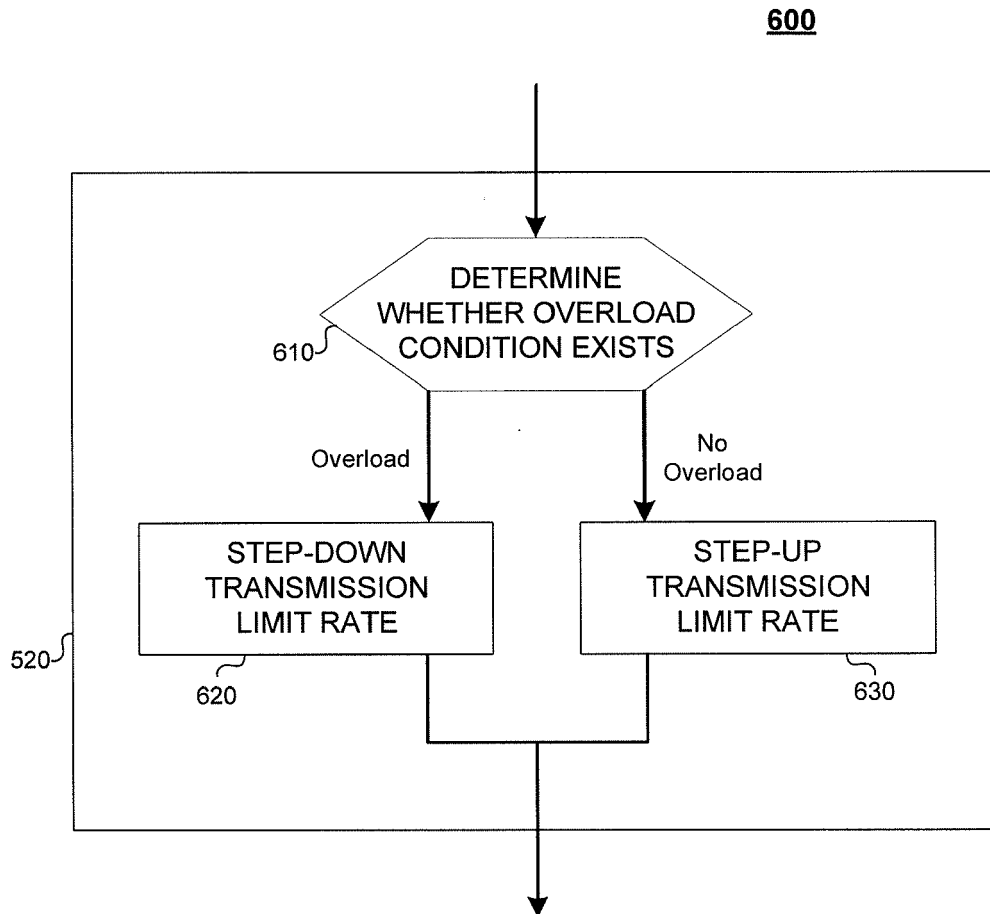 600
DETERMINE
WHETHER OVERLOAD
CONDITION EXISTS
610
Overload
No
Overload
STEP-DOWN
TRANSMISSION
LIMIT RATE
STEP-UP
TRANSMISSION
LIMIT RATE
520
620
630